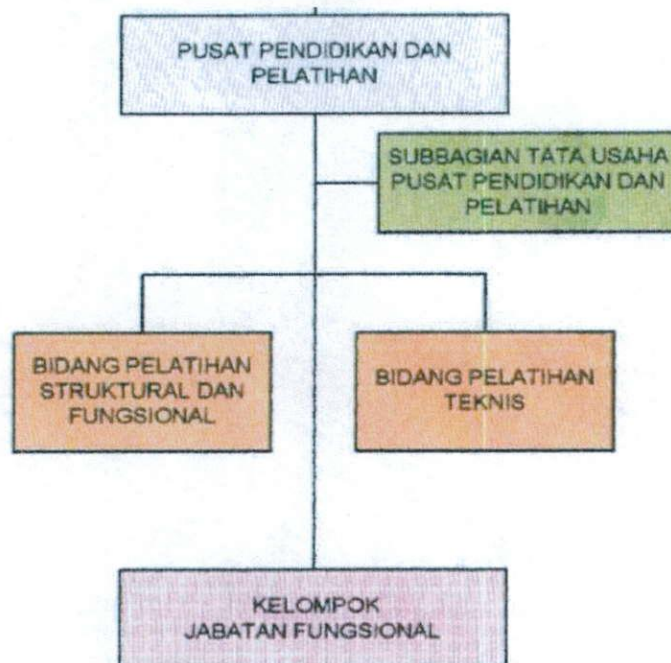 PUSAT PENDIDIKAN DAN
PELATIHAN
SUBBAGIAN TATA USAHA
PUSAT PENDIDIKAN DAN
PELATIHAN
BIDANG PELATIHAN
STRUKTURAL DAN
FUNGSIONAL
BIDANG PELATIHAN
TEKNIS
KELOMPOK
JABATAN FUNGSIONAL